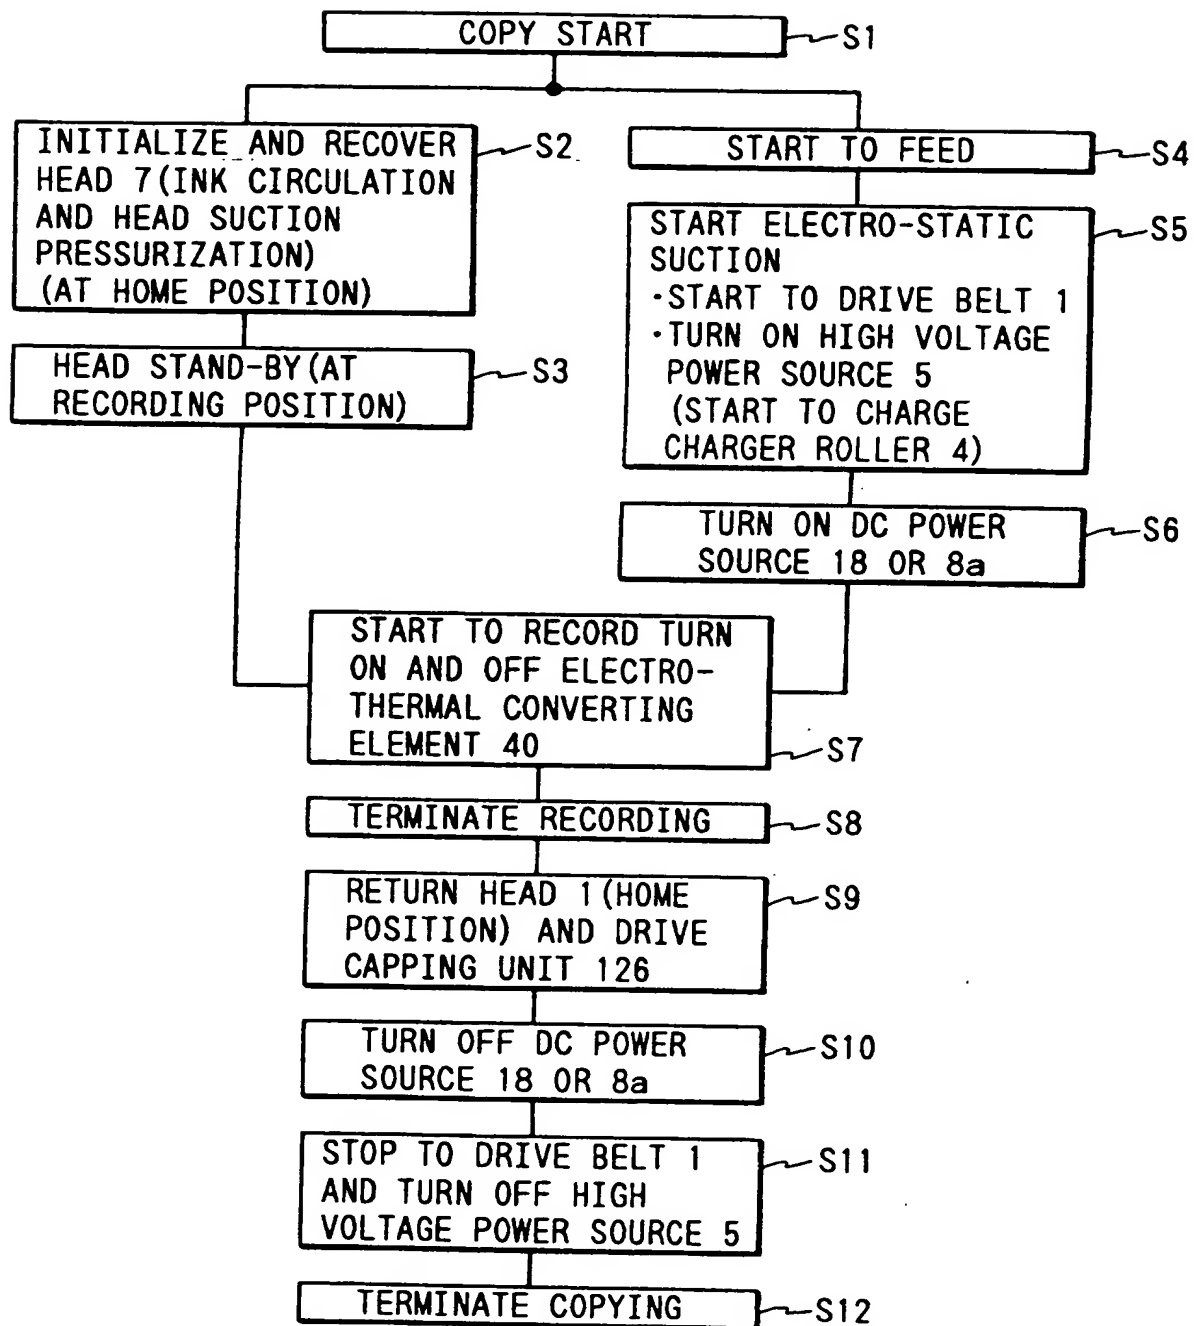 COPY START
S1
INITIALIZE AND RECOVER
HEAD 7(INK CIRCULATION
AND HEAD SUCTION
PRESSURIZATION)
(AT HOME POSITION)
S2
HEAD STAND-BY(AT
RECORDING POSITION)
S3
START TO FEED
S4
START ELECTRO-STATIC
SUCTION
·START TO DRIVE BELT 1
·TURN ON HIGH VOLTAGE
POWER SOURCE 5
(START TO CHARGE
CHARGER ROLLER 4)
S5
TURN ON DC POWER
SOURCE 18 OR 8a
S6
START TO RECORD TURN
ON AND OFF ELECTRO-
THERMAL CONVERTING
ELEMENT 40
S7
TERMINATE RECORDING
S8
RETURN HEAD 1(HOME
POSITION) AND DRIVE
CAPPING UNIT 126
S9
TURN OFF DC POWER
SOURCE 18 OR 8a
S10
STOP TO DRIVE BELT 1
AND TURN OFF HIGH
VOLTAGE POWER SOURCE 5
S11
TERMINATE COPYING
S12